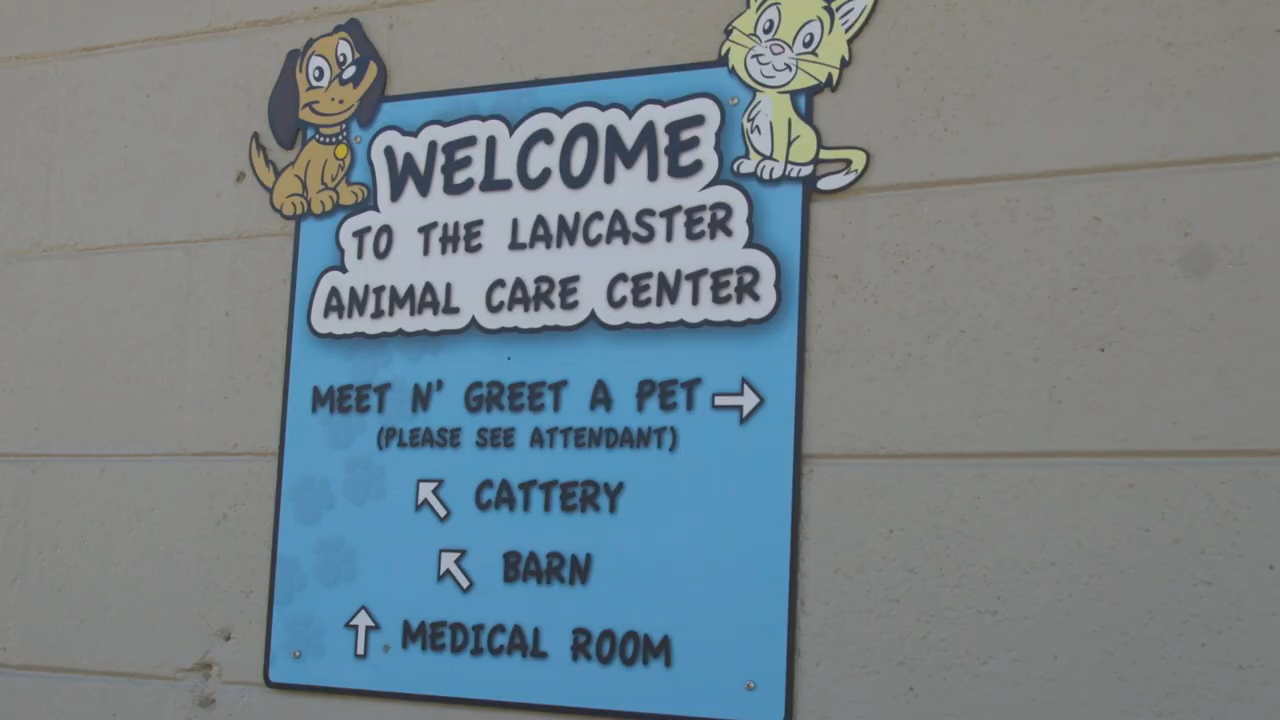 WELCOME
TO THE LANCASTER
ANIMAL CARE CENTER
MEET N' GREET A PET
(PLEASE SEE ATTENDANT)
CATTERY
BARN
MEDICAL ROOM